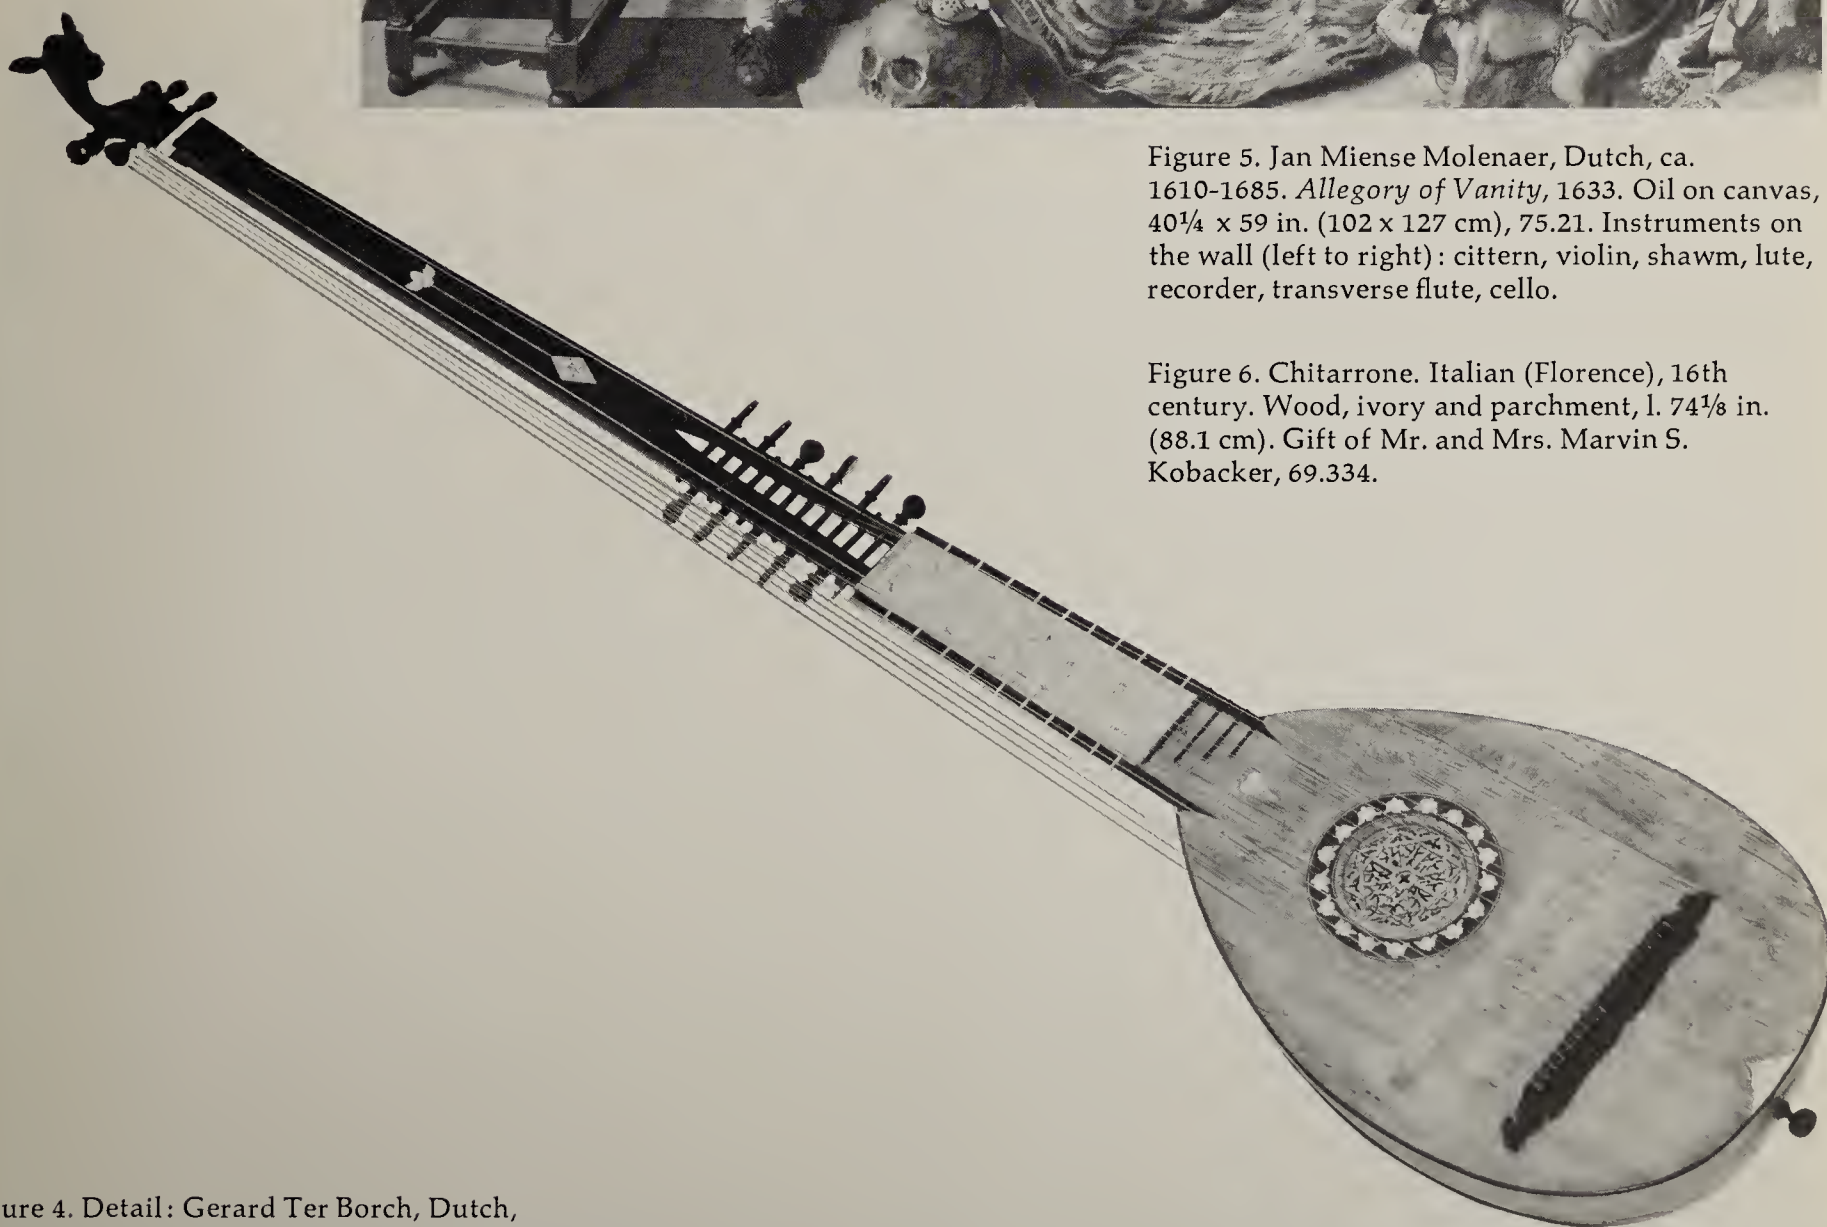 Figure 5. Jan Miense Molenaer, Dutch, ca.
1610-1685. Allegory of Vanity, 1633. Oil on canvas,
40¼ x 59 in. (102 x 127 cm), 75.21. Instruments on
the wall (left to right) : cittern, violin, shawm, lute,
recorder, transverse flute, cello.
Figure 6. Chitarrone. Italian (Florence), 16th
century. Wood, ivory and parchment, l. 74⅛ in.
(88.1 cm). Gift of Mr. and Mrs. Marvin S.
Kobacker, 69.334.
ure 4. Detail: Gerard Ter Borch, Dutch,